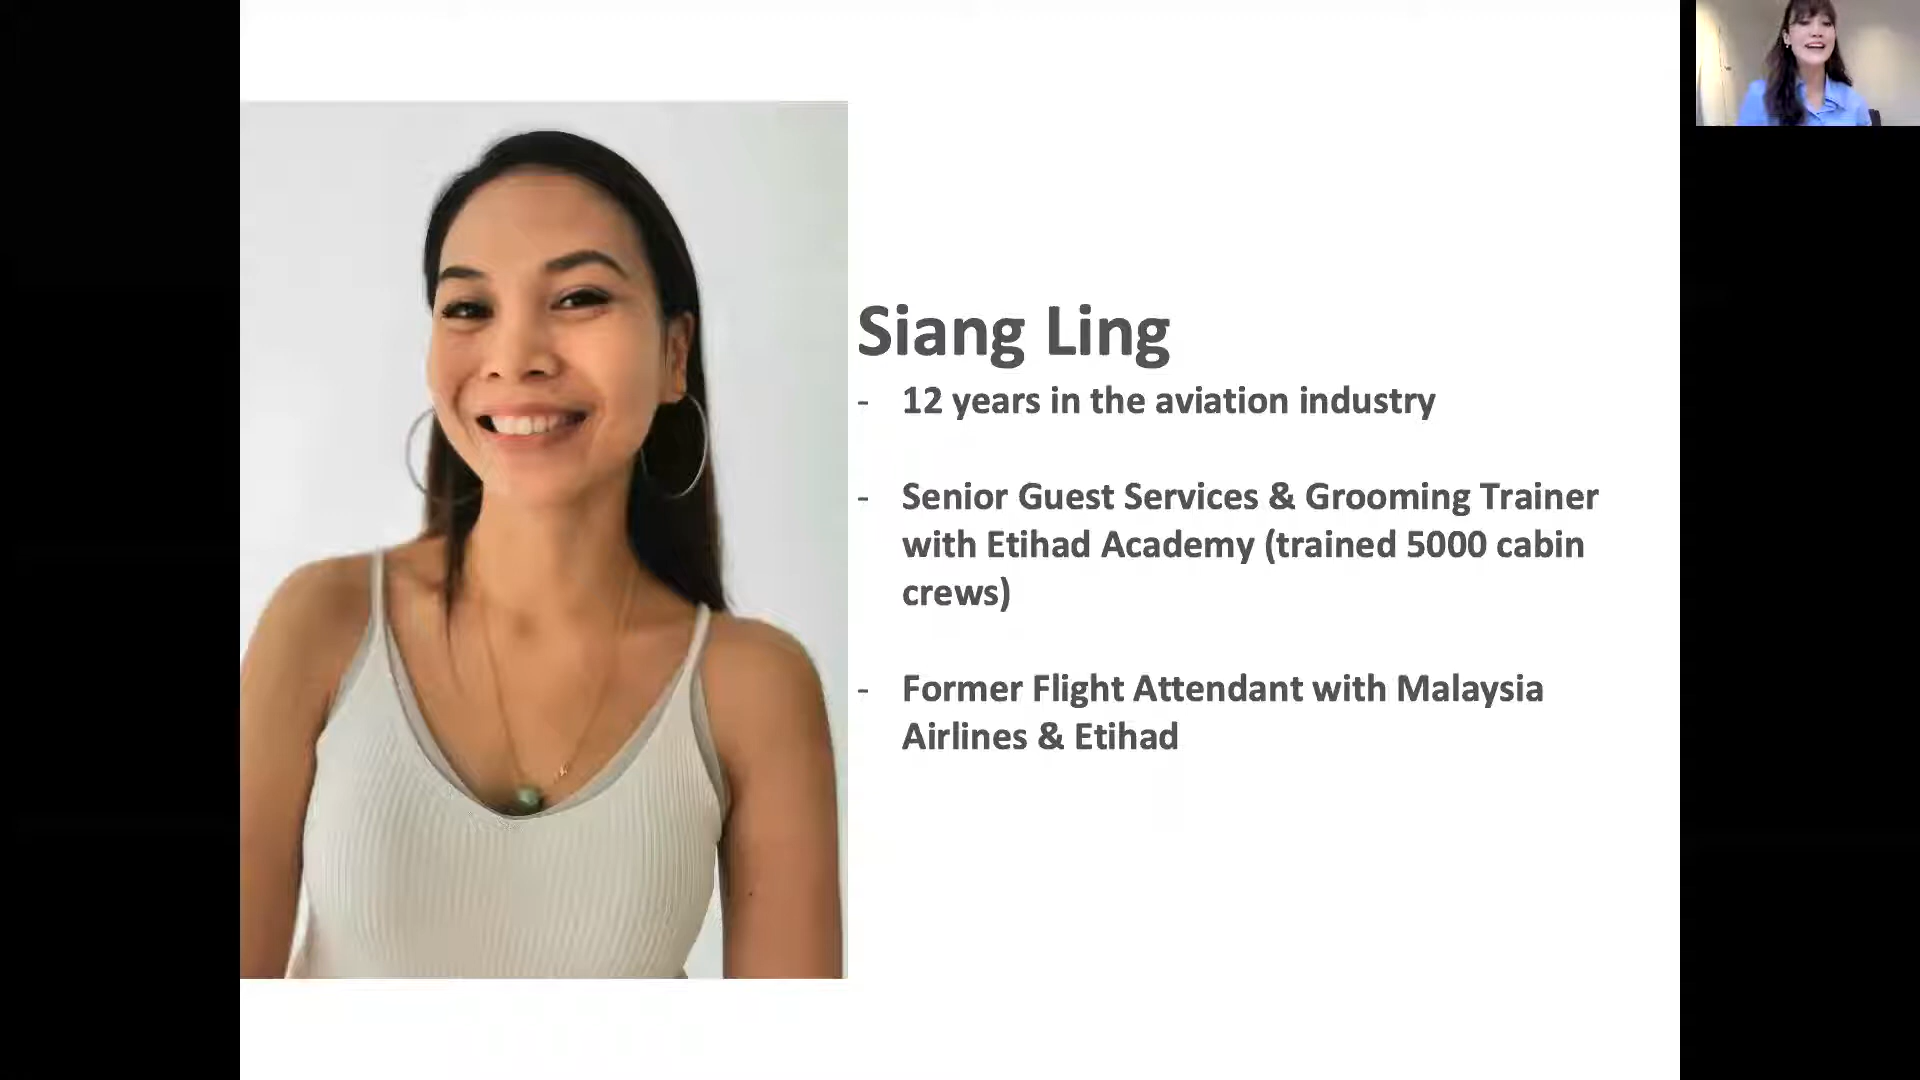 Siang Ling
- 12 years in the aviation industry
- Senior Guest Services & Grooming Trainer
with Etihad Academy (trained 5000 cabin
crews)
- Former Flight Attendant with Malaysia
Airlines & Etihad